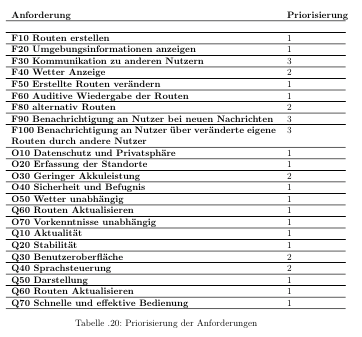 Anforderung Priorisierung
F10 Routen erstellen 1
F20 Umgebungsinformationen anzeigen 1
F30 Kommunikation zu anderen Nutzern 3
F40 Wetter Anzeige 2
F50 Erstellte Routen verändern 1
F60 Auditive Wiedergabe der Routen 1
F80 alternativ Routen 2
F90 Benachrichtigung an Nutzer bei neuen Nachrichten 3
F100 Benachrichtigung an Nutzer über veränderte eigene 3
Routen durch andere Nutzer
O10 Datenschutz und Privatsphäre 1
O20 Erfassung der Standorte 1
O30 Geringer Akkuleistung 2
O40 Sicherheit und Befugnis 1
O50 Wetter unabhängig 1
Q60 Routen Aktualisieren 1
O70 Vorkenntnisse unabhängig 1
Q10 Aktualität 1
Q20 Stabilität 1
Q30 Benutzeroberfläche 2
Q40 Sprachsteuerung 2
Q50 Darstellung 1
Q60 Routen Aktualisieren 1
Q70 Schnelle und effektive Bedienung 1
Tabelle .20: Priorisierung der Anforderungen